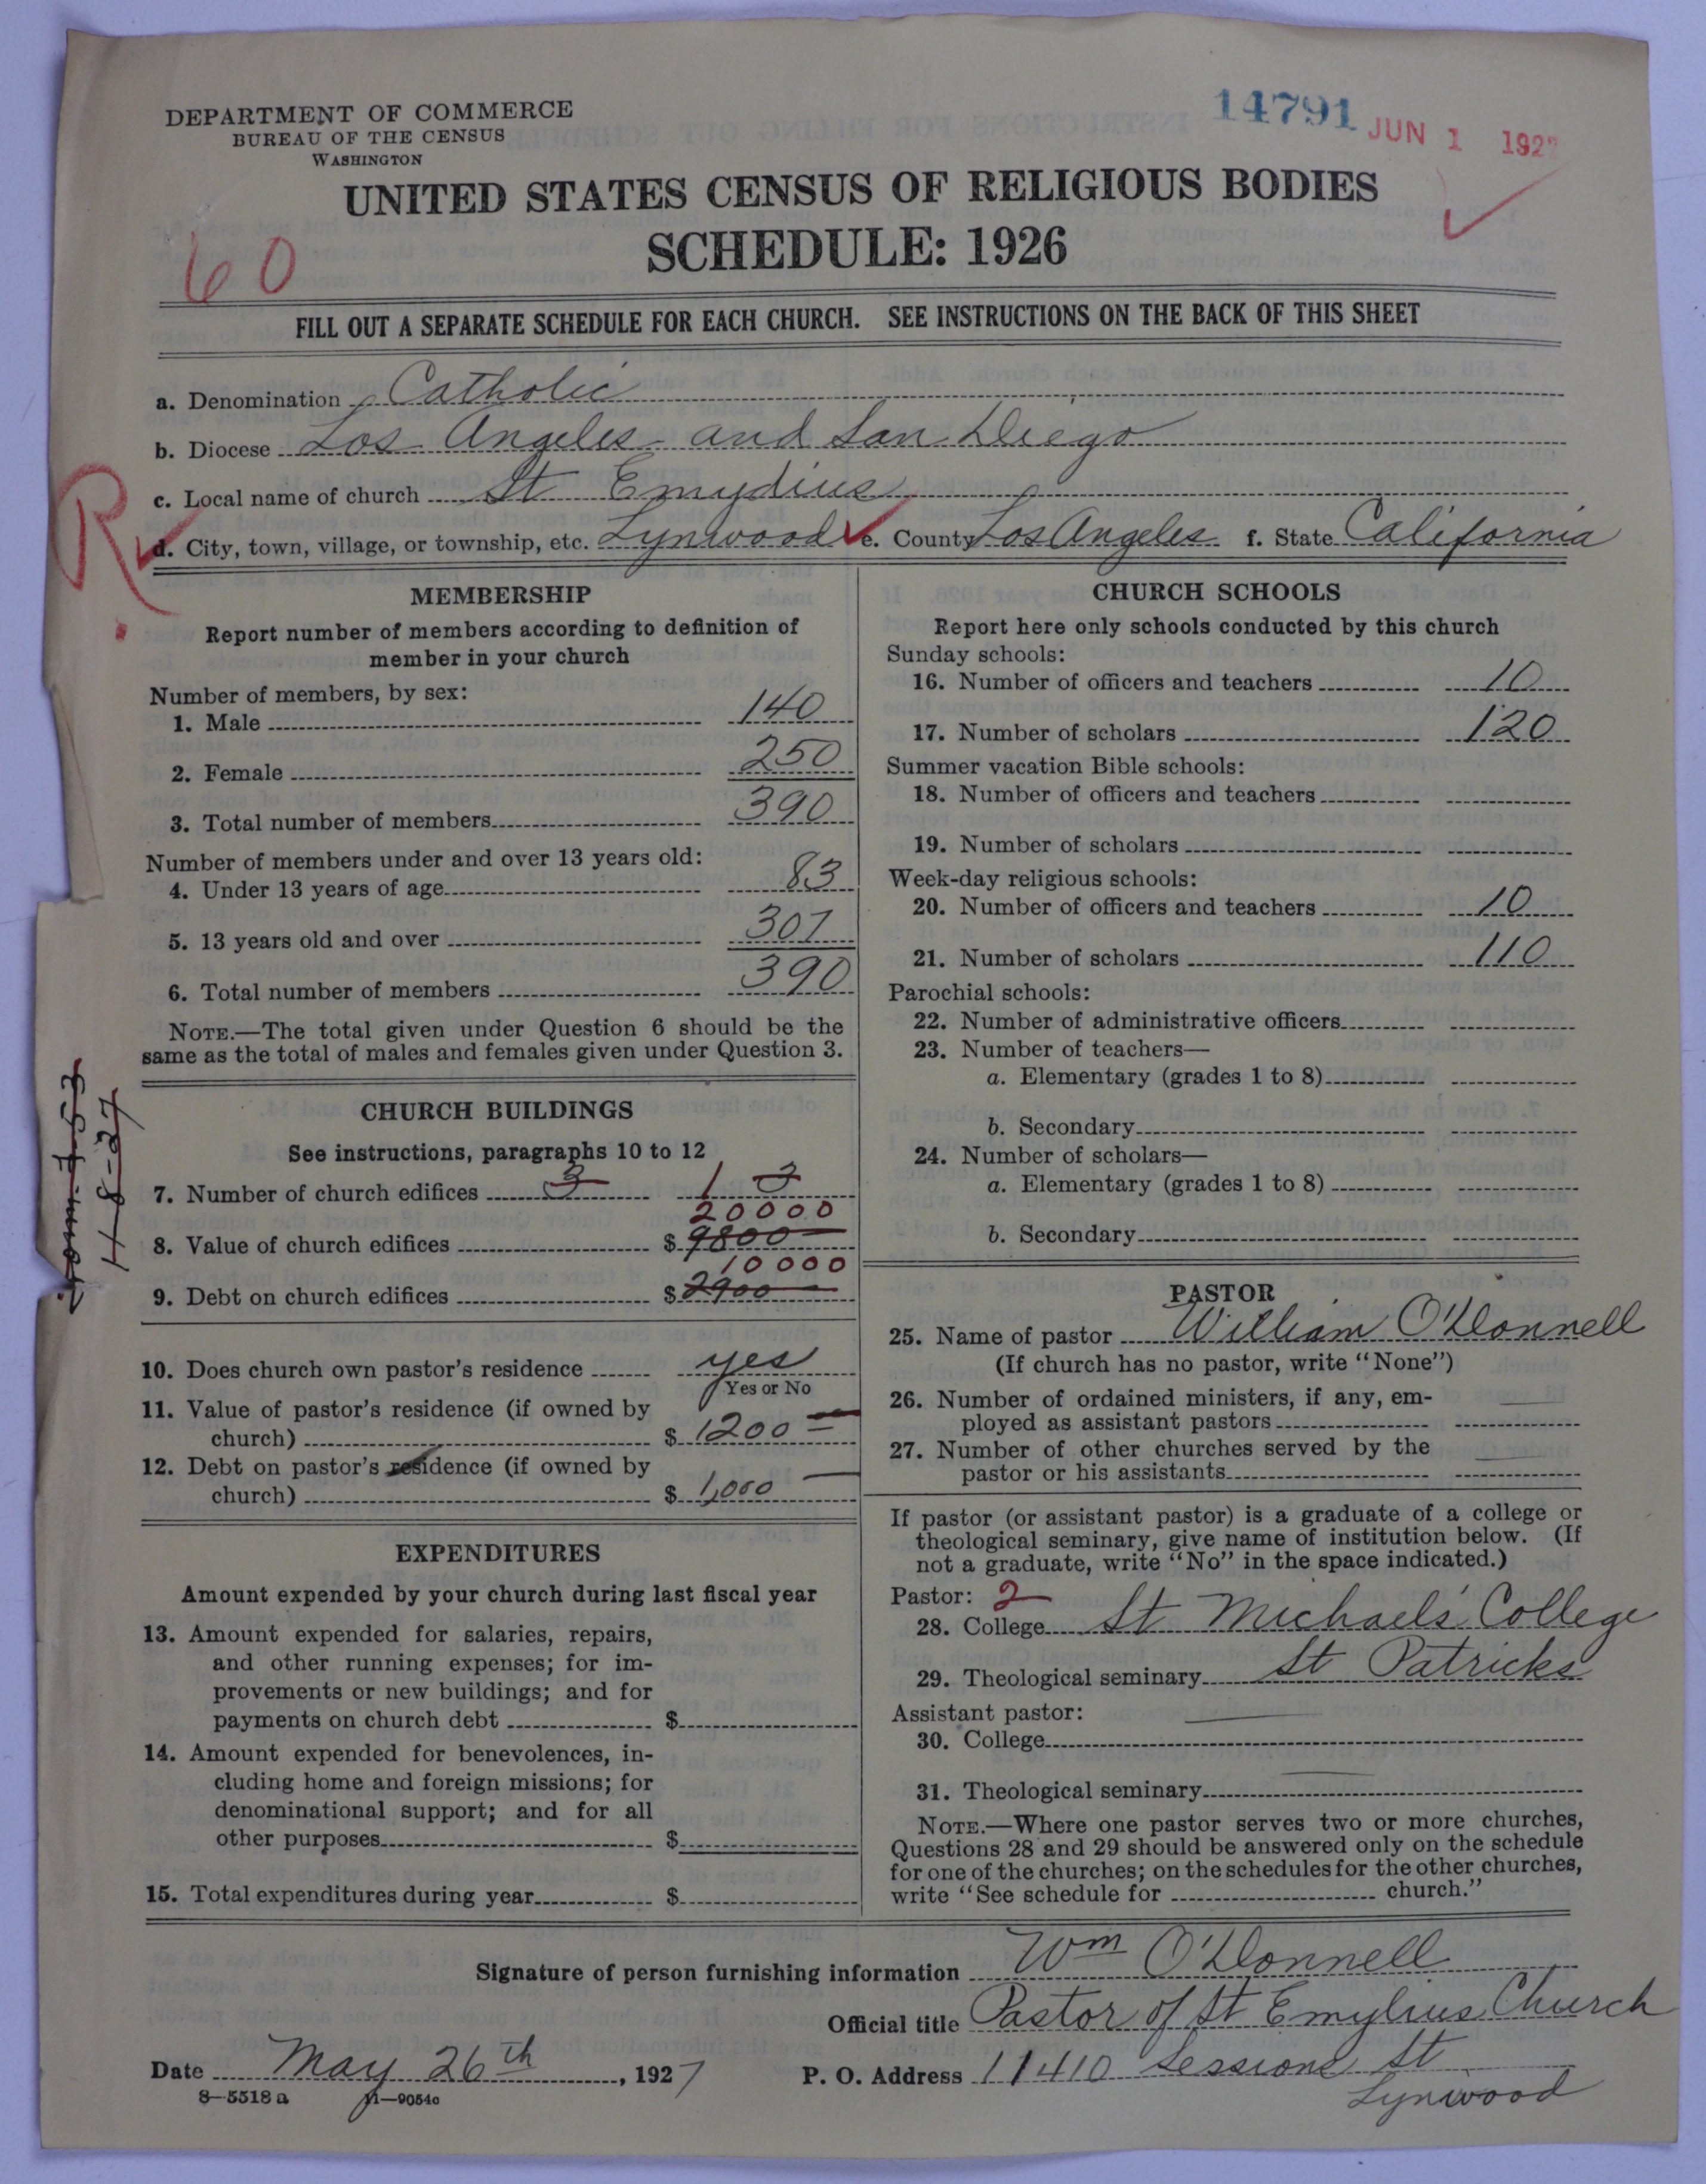 14791
JUN 1 1927
DEPARTMENT OF COMMERCE
BUREAU OF THE CENSUS
WASHINGTON
UNITED STATES CENSUS OF RELIGIOUS BODIES
SCHEDULE: 1926
60
FILL OUT A SEPARATE SCHEDULE FOR EACH CHURCH. SEE INSTRUCTIONS ON THE BACK OF THIS SHEET
a. Denomination Catholic
b. Diocese Los Angeles and San Diego
c. Local name of church St Emydius
R
d. City, town, village, or township, etc. Lynwood e. County Los Angeles f. State California
MEMBERSHIP
Report number of members according to definition of
member in your church
Number of members, by sex:
1. Male 140
2. Female 250
3. Total number of members 390
Number of members under and over 13 years old:
4. Under 13 years of age 83
5. 13 years old and over 307
6. Total number of members 390
NOTE.—The total given under Question 6 should be the
same as the total of males and females given under Question 3.
4-8-27
CHURCH BUILDINGS
See instructions, paragraphs 10 to 12
7. Number of church edifices 3 1 3
20000
8. Value of church edifices $ 9800
10000
9. Debt on church edifices $ 2900
10. Does church own pastor's residence yes
Yes or No
11. Value of pastor's residence (if owned by
church) $ 1200
12. Debt on pastor's residence (if owned by
church) $ 1,000
EXPENDITURES
Amount expended by your church during last fiscal year
13. Amount expended for salaries, repairs,
and other running expenses; for im-
provements or new buildings; and for
payments on church debt $
14. Amount expended for benevolences, in-
cluding home and foreign missions; for
denominational support; and for all
other purposes $
15. Total expenditures during year $
CHURCH SCHOOLS
Report here only schools conducted by this church
Sunday schools:
16. Number of officers and teachers 10
17. Number of scholars 120
Summer vacation Bible schools:
18. Number of officers and teachers
19. Number of scholars
Week-day religious schools:
20. Number of officers and teachers 10
21. Number of scholars 110
Parochial schools:
22. Number of administrative officers
23. Number of teachers—
a. Elementary (grades 1 to 8)
b. Secondary
24. Number of scholars—
a. Elementary (grades 1 to 8)
b. Secondary
PASTOR
25. Name of pastor William O'Donnell
(If church has no pastor, write "None")
26. Number of ordained ministers, if any, em-
ployed as assistant pastors
27. Number of other churches served by the
pastor or his assistants
If pastor (or assistant pastor) is a graduate of a college or
theological seminary, give name of institution below. (If
not a graduate, write "No" in the space indicated.)
Pastor: 2
28. College St Michaels' College
29. Theological seminary St Patricks
Assistant pastor:
30. College
31. Theological seminary
NOTE.—Where one pastor serves two or more churches,
Questions 28 and 29 should be answered only on the schedule
for one of the churches; on the schedules for the other churches,
write "See schedule for church."
Signature of person furnishing information Wm O'Donnell
Official title Pastor of St Emylius Church
Date May 26th, 1927 P. O. Address 11410 Sessions St
Lynwood
8-5518 a 11-9054c